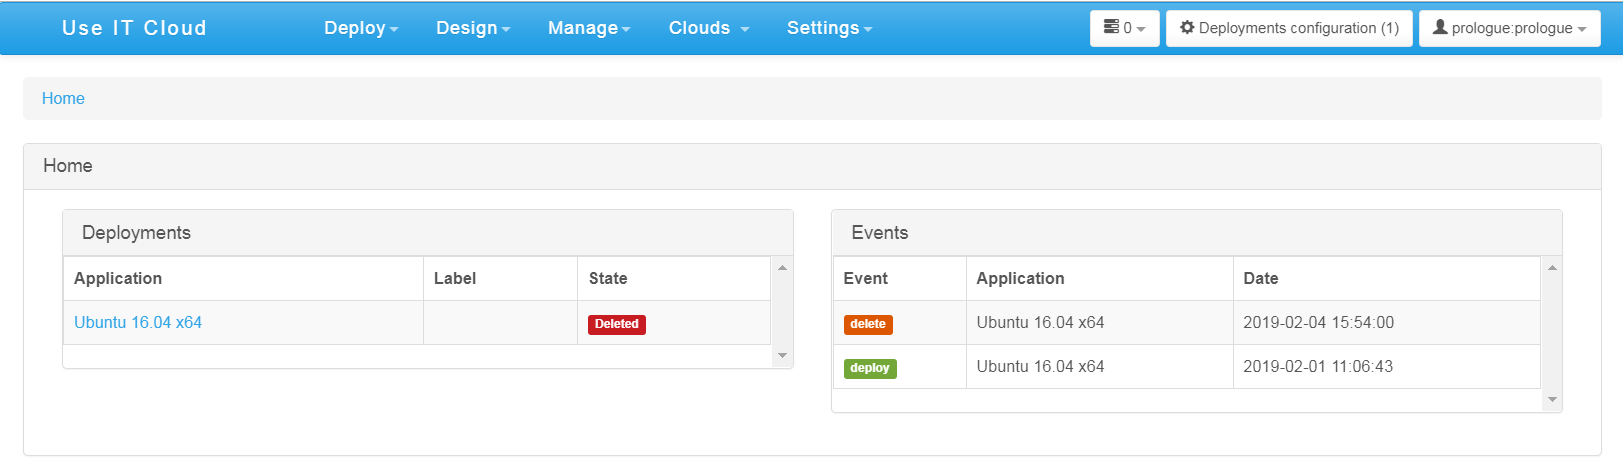 Use IT Cloud Deploy Design Manage Clouds Settings 0 Deployments configuration (1) prologue:prologue
Home
Home
Deployments
Application Label State
Ubuntu 16.04 x64 Deleted
Events
Event Application Date
delete Ubuntu 16.04 x64 2019-02-04 15:54:00
deploy Ubuntu 16.04 x64 2019-02-01 11:06:43